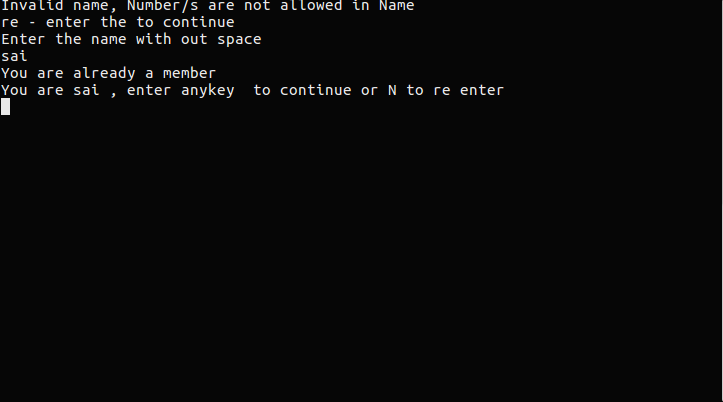 Invalid name, Number/s are not allowed in Name
re - enter the to continue
Enter the name with out space
sai
You are already a member
You are sai , enter anykey  to continue or N to re enter